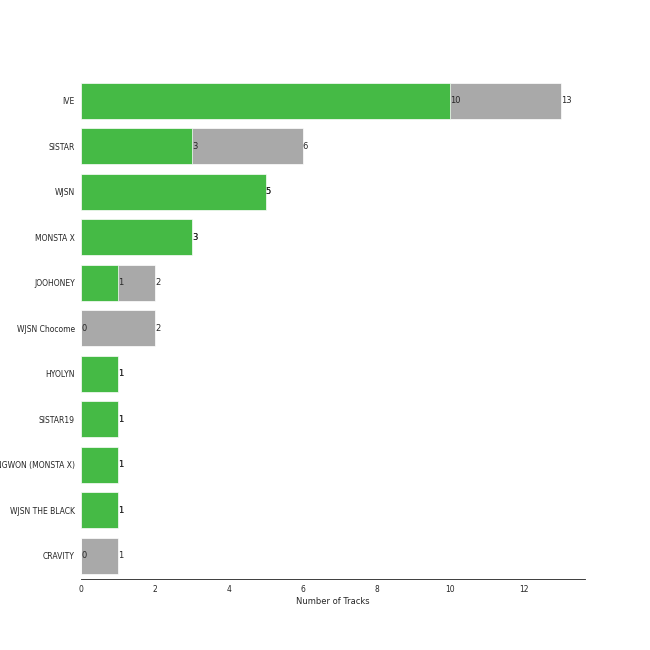 IVE 10 13
SISTAR 3 6
WJSN 5
MONSTA X 3
JOOHONEY 1 2
WJSN Chocome 0 2
HYOLYN 1
SISTAR19 1
NGWON (MONSTA X) 1
WJSN THE BLACK 1
CRAVITY 0 1
0 2 4 6 8 10 12
Number of Tracks